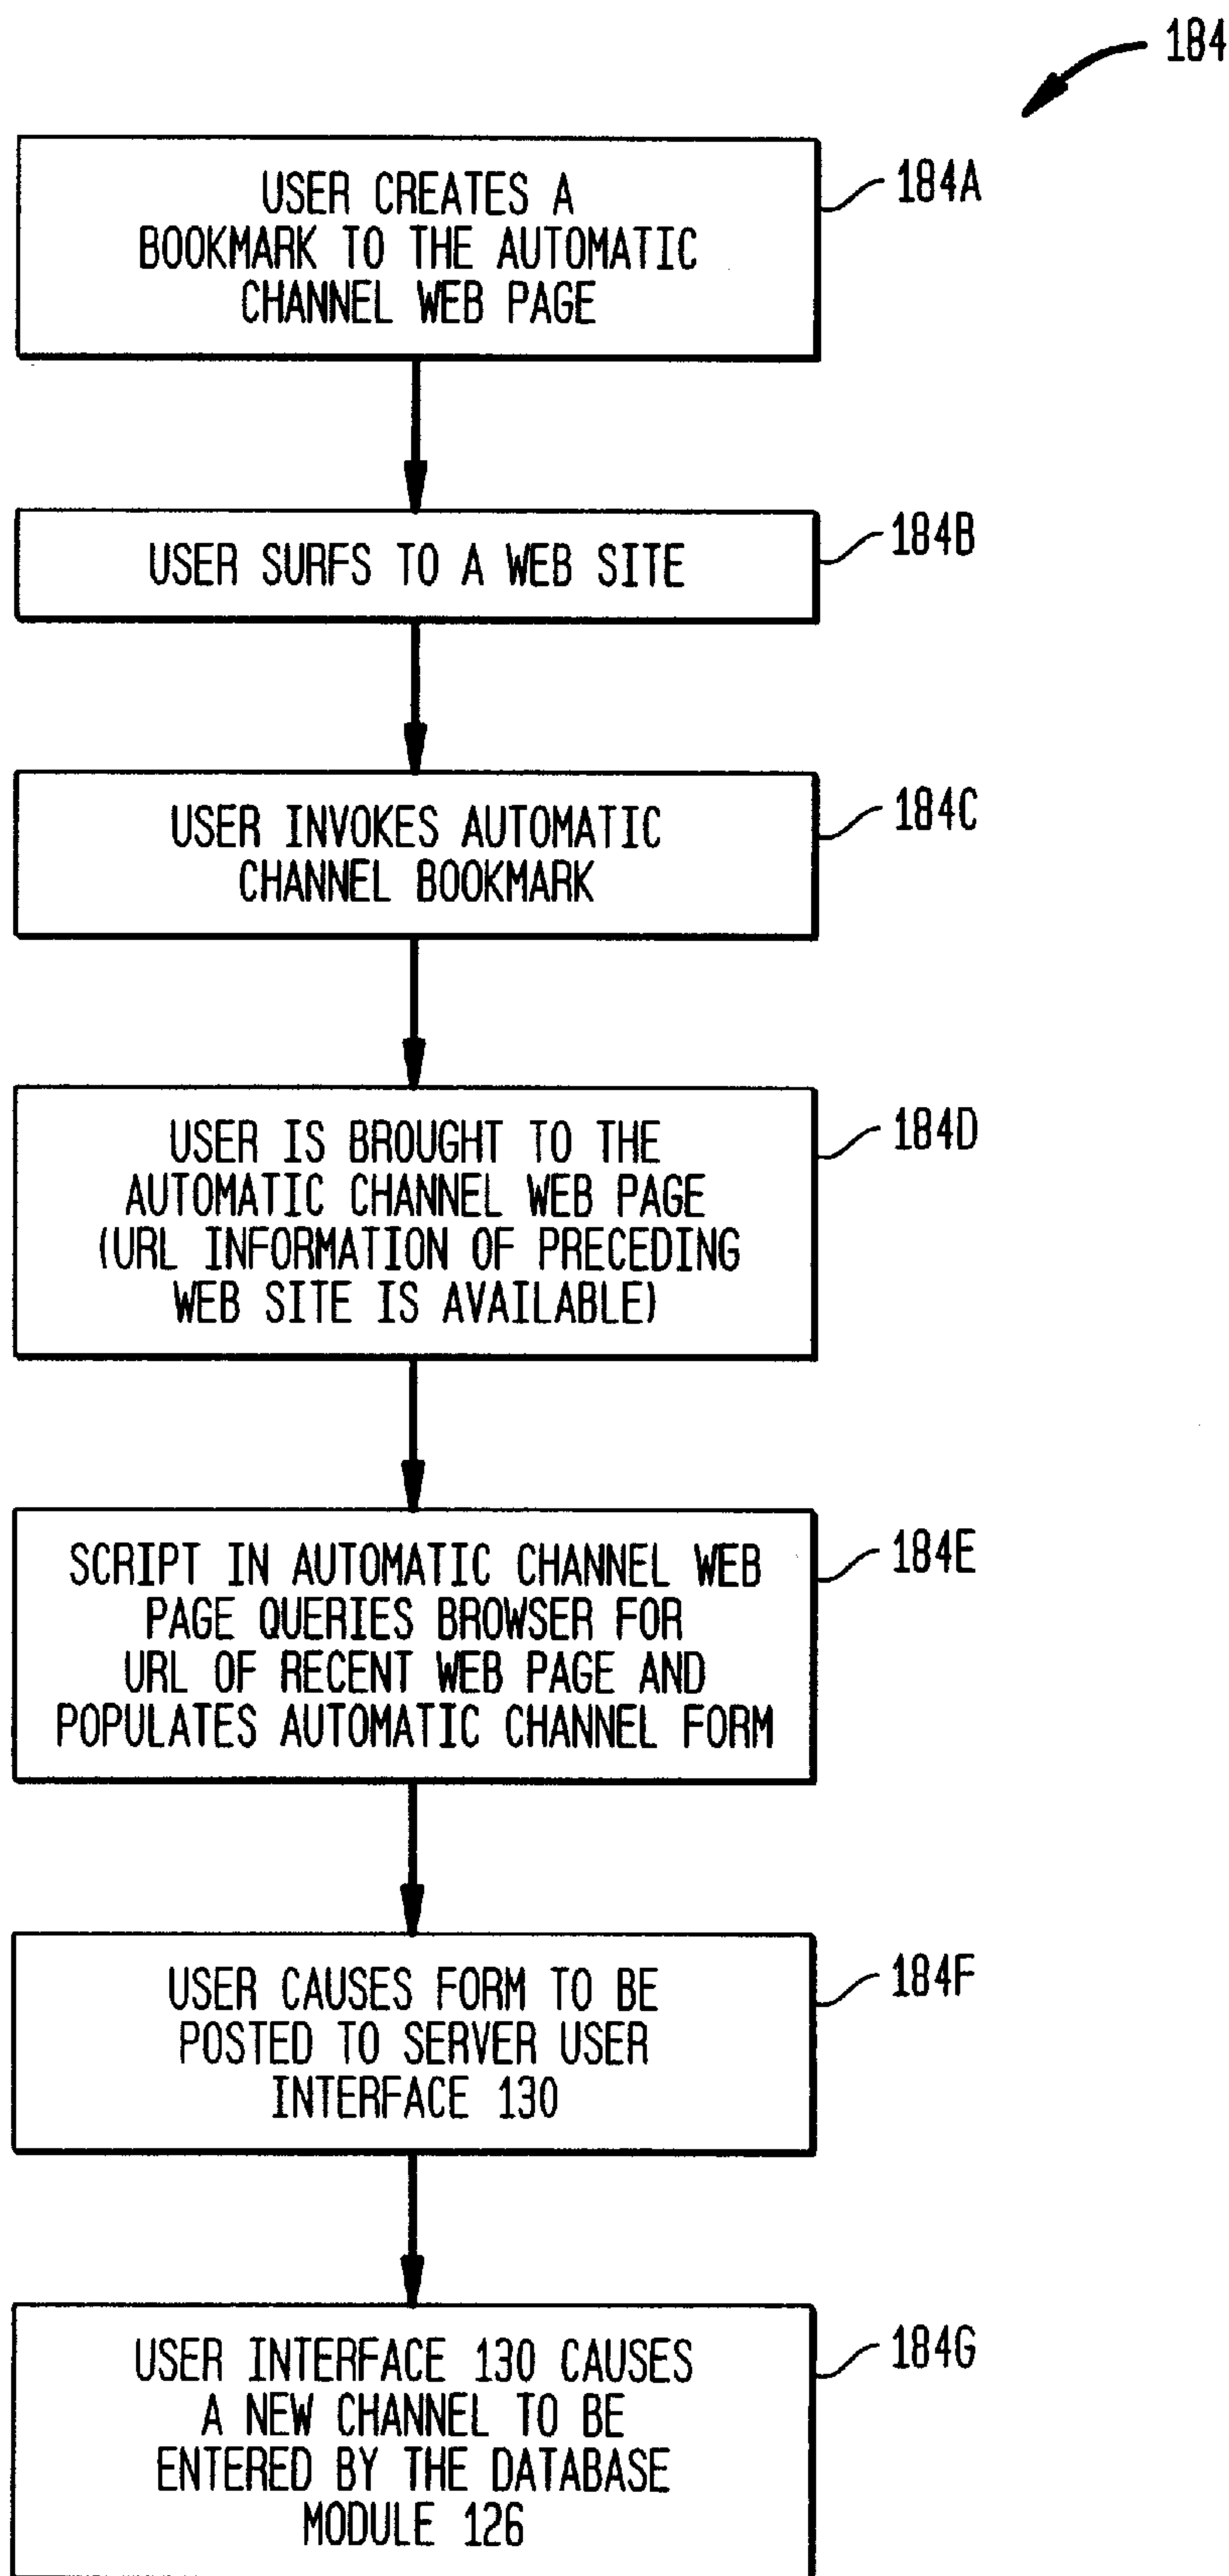 184
USER CREATES A
BOOKMARK TO THE AUTOMATIC
CHANNEL WEB PAGE
184A
USER SURFS TO A WEB SITE
184B
USER INVOKES AUTOMATIC
CHANNEL BOOKMARK
184C
USER IS BROUGHT TO THE
AUTOMATIC CHANNEL WEB PAGE
(URL INFORMATION OF PRECEDING
WEB SITE IS AVAILABLE)
184D
SCRIPT IN AUTOMATIC CHANNEL WEB
PAGE QUERIES BROWSER FOR
URL OF RECENT WEB PAGE AND
POPULATES AUTOMATIC CHANNEL FORM
184E
USER CAUSES FORM TO BE
POSTED TO SERVER USER
INTERFACE 130
184F
USER INTERFACE 130 CAUSES
A NEW CHANNEL TO BE
ENTERED BY THE DATABASE
MODULE 126
184G